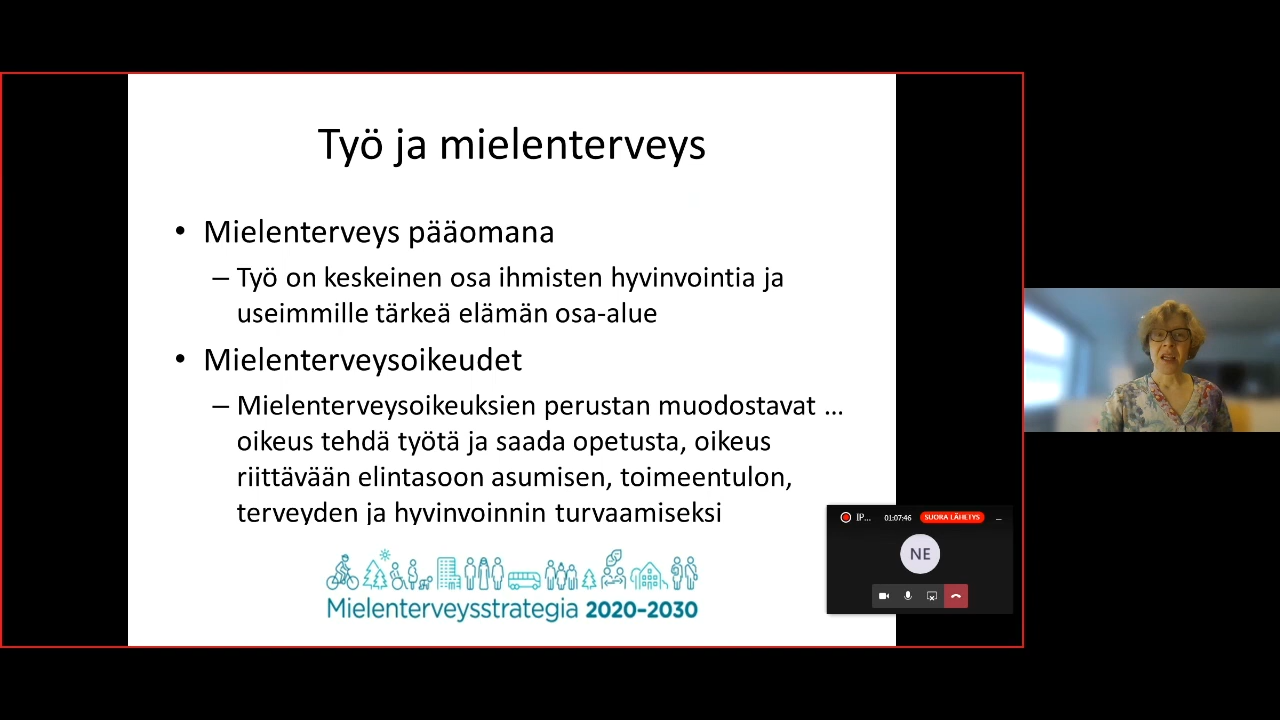 Työ ja mielenterveys
• Mielenterveys pääomana
– Työ on keskeinen osa ihmisten hyvinvointia ja
useimmille tärkeä elämän osa-alue
• Mielenterveysoikeudet
– Mielenterveysoikeuksien perustan muodostavat …
oikeus tehdä työtä ja saada opetusta, oikeus
riittävään elintasoon asumisen, toimeentulon,
terveyden ja hyvinvoinnin turvaamiseksi
Mielenterveysstrategia 2020–2030
IP... 01:07:46 SUORA LÄHETYS
NE